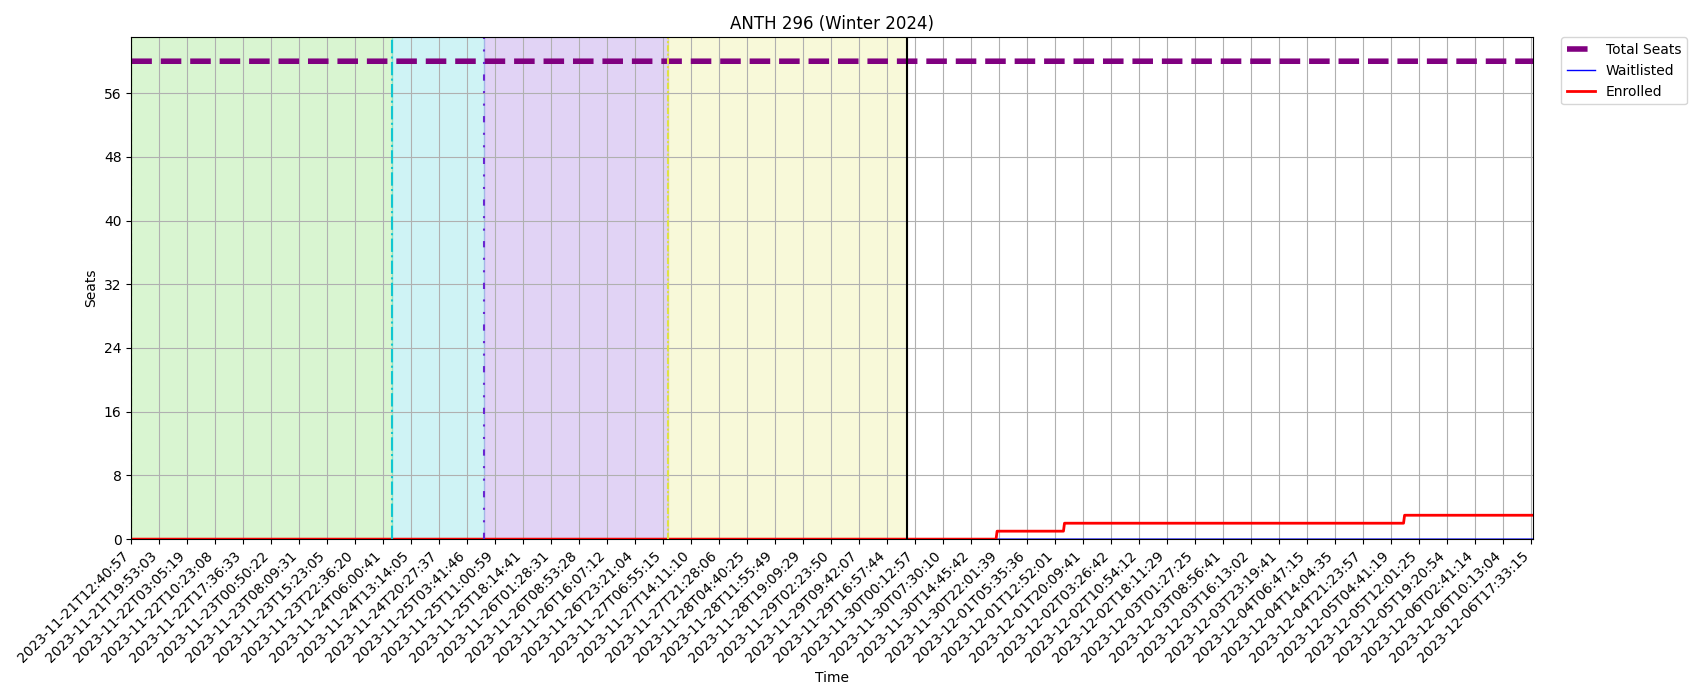 ANTH 296 (Winter 2024)
Total Seats
Waitlisted
Enrolled
56
48
40
32
24
16
8
0
Seats
2023-11-21T12:40:57
2023-11-21T19:53:03
2023-11-22T03:05:19
2023-11-22T10:23:08
2023-11-22T17:36:33
2023-11-23T00:50:22
2023-11-23T08:09:31
2023-11-23T15:23:05
2023-11-23T22:36:20
2023-11-24T06:00:41
2023-11-24T13:14:05
2023-11-24T20:27:37
2023-11-25T03:41:46
2023-11-25T11:00:59
2023-11-25T18:14:41
2023-11-26T01:28:31
2023-11-26T08:53:28
2023-11-26T16:07:12
2023-11-26T23:21:04
2023-11-27T06:55:15
2023-11-27T14:11:10
2023-11-27T21:28:06
2023-11-28T04:40:25
2023-11-28T11:55:49
2023-11-28T19:09:29
2023-11-29T02:23:50
2023-11-29T09:42:07
2023-11-29T16:57:44
2023-11-30T00:12:57
2023-11-30T07:30:10
2023-11-30T14:45:42
2023-11-30T22:01:39
2023-12-01T05:35:36
2023-12-01T12:52:01
2023-12-01T20:09:41
2023-12-02T03:26:42
2023-12-02T10:54:12
2023-12-02T18:11:29
2023-12-03T01:27:25
2023-12-03T08:56:41
2023-12-03T16:13:02
2023-12-03T23:19:41
2023-12-04T06:47:15
2023-12-04T14:04:35
2023-12-04T21:23:57
2023-12-05T04:41:19
2023-12-05T12:01:25
2023-12-05T19:20:54
2023-12-06T02:41:14
2023-12-06T10:13:04
2023-12-06T17:33:15
Time